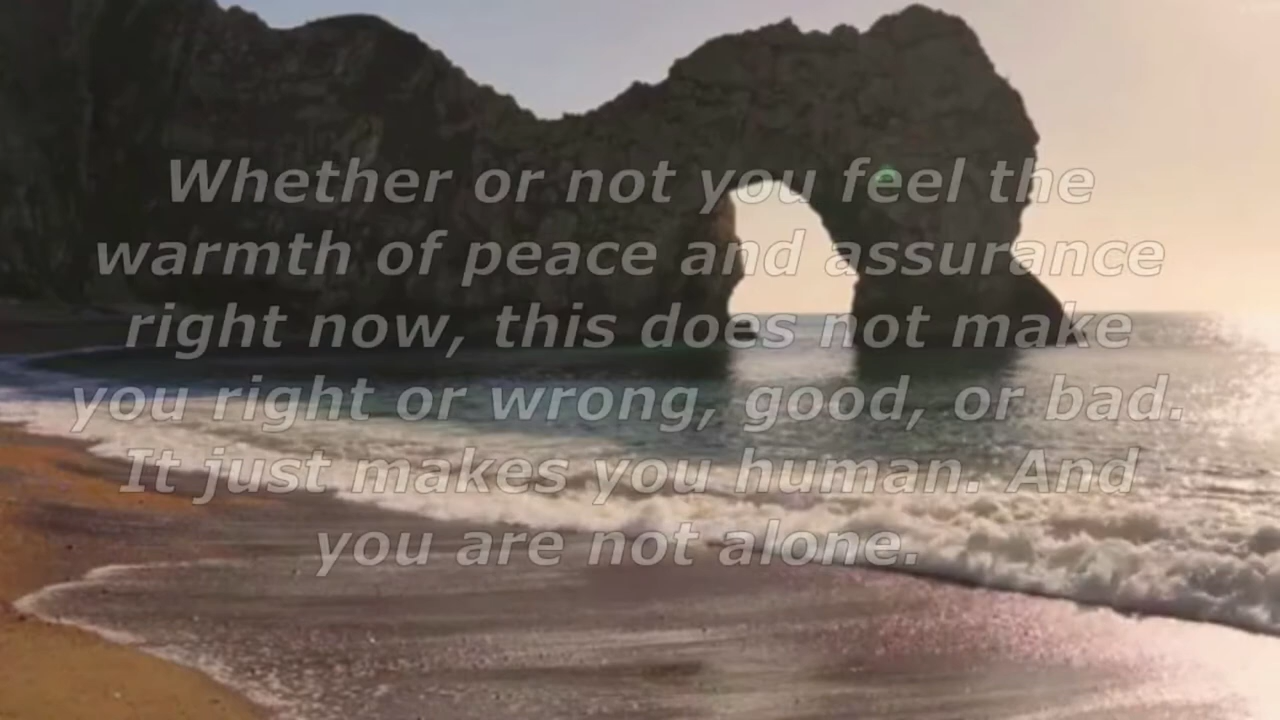 Whether or not you feel the
warmth of peace and assurance
right now, this does not make
you right or wrong, good, or bad.
It just makes you human. And
you are not alone.